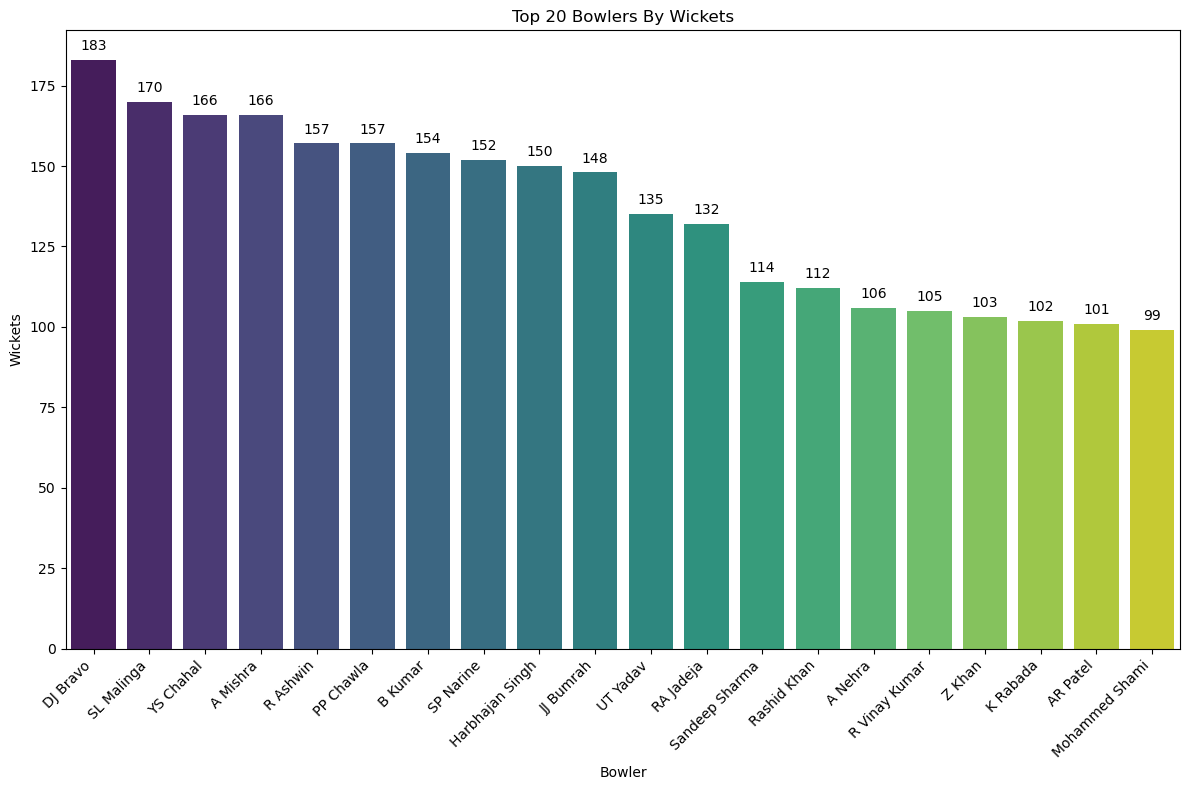 Top 20 Bowlers By Wickets
183
170
166
166
157
157
154
152
150
148
135
132
114
112
106
105
103
102
101
99
175
150
125
100
75
50
25
0
Wickets
DJ Bravo
SL Malinga
YS Chahal
A Mishra
R Ashwin
PP Chawla
B Kumar
SP Narine
Harbhajan Singh
JJ Bumrah
UT Yadav
RA Jadeja
Sandeep Sharma
Rashid Khan
A Nehra
R Vinay Kumar
Z Khan
K Rabada
AR Patel
Mohammed Shami
Bowler